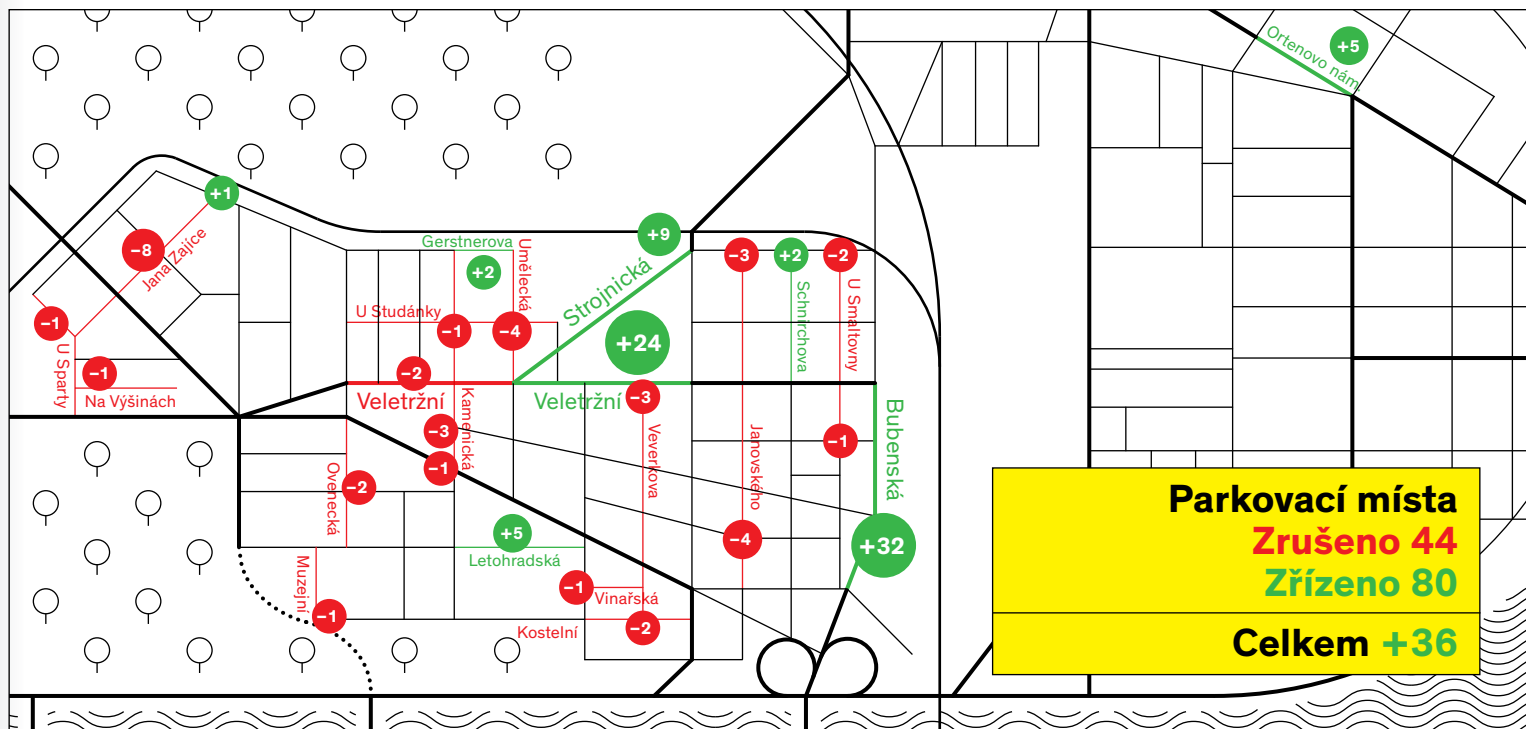 Ortenovo nám.
+5
+1
−8
Jana Zajíce
−1
U Sparty
−1
Na Výšinách
Gerstnerova
+2
Umělecká
U Studánky
−1
−4
−2
Veletržní
Kamenická
−3
−1
Ovenecká
−2
Muzejní
−1
+9
Strojnická
+24
Veletržní
−3
Veverkova
+5
Letohradská
−1
Vinařská
Kostelní
−2
−3
+2
−2
Schnirchova
U Smaltovny
Janovského
−1
−4
Bubenská
+32
Parkovací místa
Zrušeno 44
Zřízeno 80
Celkem +36